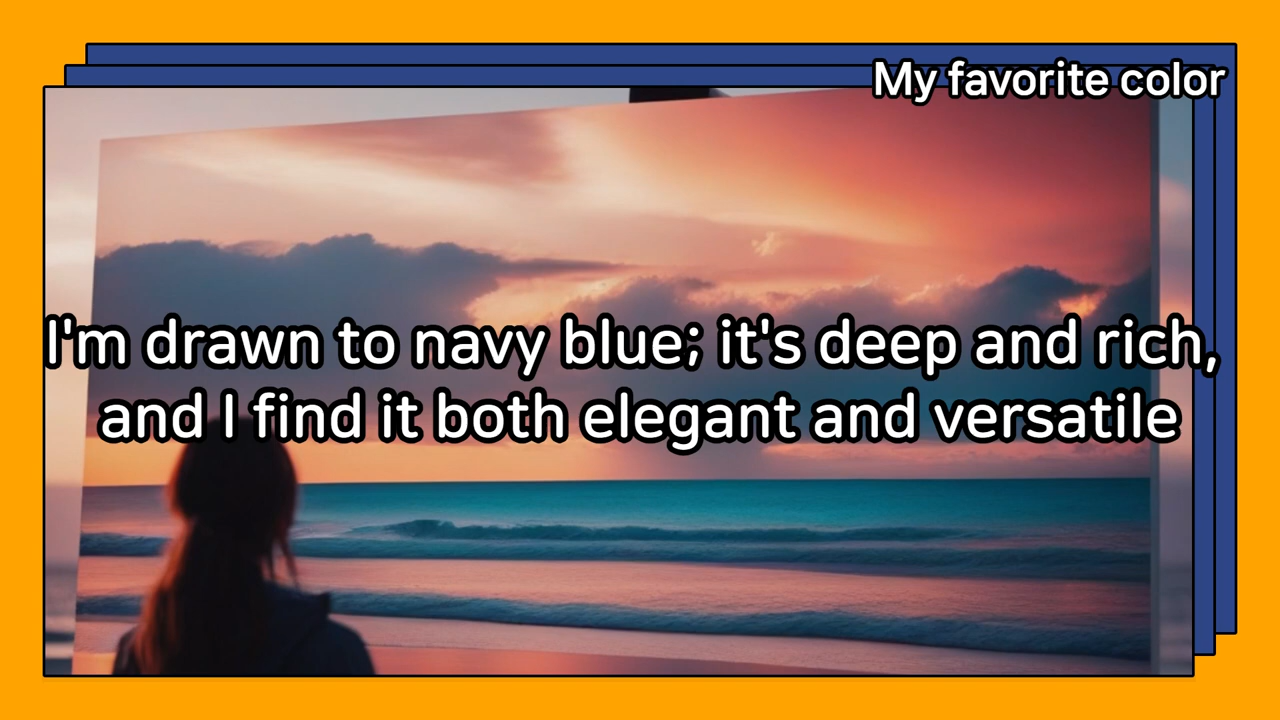 My favorite color
I'm drawn to navy blue; it's deep and rich,
and I find it both elegant and versatile